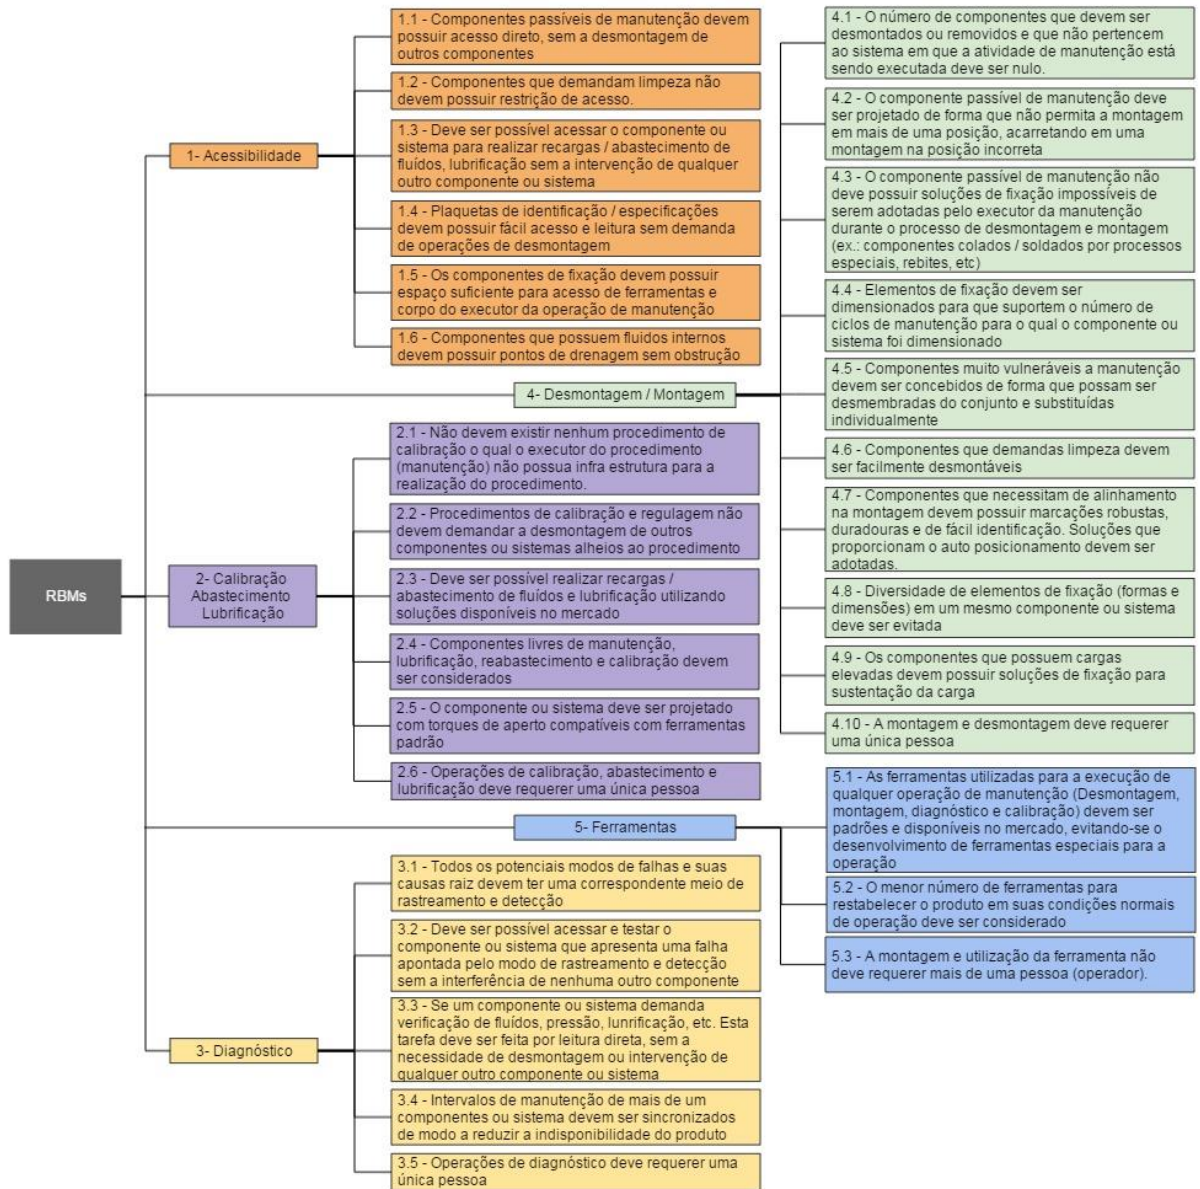 RBMs
1- Acessibilidade
1.1 - Componentes passíveis de manutenção devem
possuir acesso direto, sem a desmontagem de
outros componentes
1.2 - Componentes que demandam limpeza não
devem possuir restrição de acesso.
1.3 - Deve ser possível acessar o componente ou
sistema para realizar recargas / abastecimento de
fluídos, lubrificação sem a intervenção de qualquer
outro componente ou sistema
1.4 - Plaquetas de identificação / especificações
devem possuir fácil acesso e leitura sem demanda
de operações de desmontagem
1.5 - Os componentes de fixação devem possuir
espaço suficiente para acesso de ferramentas e
corpo do executor da operação de manutenção
1.6 - Componentes que possuem fluidos internos
devem possuir pontos de drenagem sem obstrução
2- Calibração
Abastecimento
Lubrificação
2.1 - Não devem existir nenhum procedimento de
calibração o qual o executor do procedimento
(manutenção) não possua infra estrutura para a
realização do procedimento.
2.2 - Procedimentos de calibração e regulagem não
devem demandar a desmontagem de outros
componentes ou sistemas alheios ao procedimento
2.3 - Deve ser possível realizar recargas /
abastecimento de fluídos e lubrificação utilizando
soluções disponíveis no mercado
2.4 - Componentes livres de manutenção,
lubrificação, reabastecimento e calibração devem
ser considerados
2.5 - O componente ou sistema deve ser projetado
com torques de aperto compatíveis com ferramentas
padrão
2.6 - Operações de calibração, abastecimento e
lubrificação deve requerer uma única pessoa
3- Diagnóstico
3.1 - Todos os potenciais modos de falhas e suas
causas raiz devem ter uma correspondente meio de
rastreamento e detecção
3.2 - Deve ser possível acessar e testar o
componente ou sistema que apresenta uma falha
apontada pelo modo de rastreamento e detecção
sem a interferência de nenhuma outro componente
3.3 - Se um componente ou sistema demanda
verificação de fluídos, pressão, lunrificação, etc. Esta
tarefa deve ser feita por leitura direta, sem a
necessidade de desmontagem ou intervenção de
qualquer outro componente ou sistema
3.4 - Intervalos de manutenção de mais de um
componentes ou sistema devem ser sincronizados
de modo a reduzir a indisponibilidade do produto
3.5 - Operações de diagnóstico deve requerer uma
única pessoa
4- Desmontagem / Montagem
4.1 - O número de componentes que devem ser
desmontados ou removidos e que não pertencem
ao sistema em que a atividade de manutenção está
sendo executada deve ser nulo.
4.2 - O componente passível de manutenção deve
ser projetado de forma que não permita a montagem
em mais de uma posição, acarretando em uma
montagem na posição incorreta
4.3 - O componente passível de manutenção não
deve possuir soluções de fixação impossíveis de
serem adotadas pelo executor da manutenção
durante o processo de desmontagem e montagem
(ex.: componentes colados / soldados por processos
especiais, rebites, etc)
4.4 - Elementos de fixação devem ser
dimensionados para que suportem o número de
ciclos de manutenção para o qual o componente ou
sistema foi dimensionado
4.5 - Componentes muito vulneráveis a manutenção
devem ser concebidos de forma que possam ser
desmembradas do conjunto e substituídas
individualmente
4.6 - Componentes que demandas limpeza devem
ser facilmente desmontáveis
4.7 - Componentes que necessitam de alinhamento
na montagem devem possuir marcações robustas,
duradouras e de fácil identificação. Soluções que
proporcionam o auto posicionamento devem ser
adotadas.
4.8 - Diversidade de elementos de fixação (formas e
dimensões) em um mesmo componente ou sistema
deve ser evitada
4.9 - Os componentes que possuem cargas
elevadas devem possuir soluções de fixação para
sustentação da carga
4.10 - A montagem e desmontagem deve requerer
uma única pessoa
5- Ferramentas
5.1 - As ferramentas utilizadas para a execução de
qualquer operação de manutenção (Desmontagem,
montagem, diagnóstico e calibração) devem ser
padrões e disponíveis no mercado, evitando-se o
desenvolvimento de ferramentas especiais para a
operação
5.2 - O menor número de ferramentas para
restabelecer o produto em suas condições normais
de operação deve ser considerado
5.3 - A montagem e utilização da ferramenta não
deve requerer mais de uma pessoa (operador).